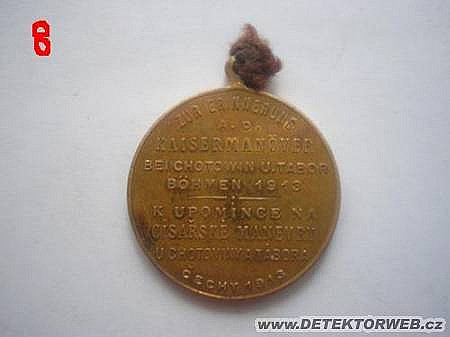 8
ZUR ERINNERUNG
A. D.
KAISERMANÖVER
BEI CHOTOWIN U. TABOR
BÖHMEN 1913
K UPOMÍNCE NA
CÍSAŘSKÉ MANÉVRY
U CHOTOVIN A TÁBORA
ČECHY 1913
WWW.DETEKTORWEB.cz